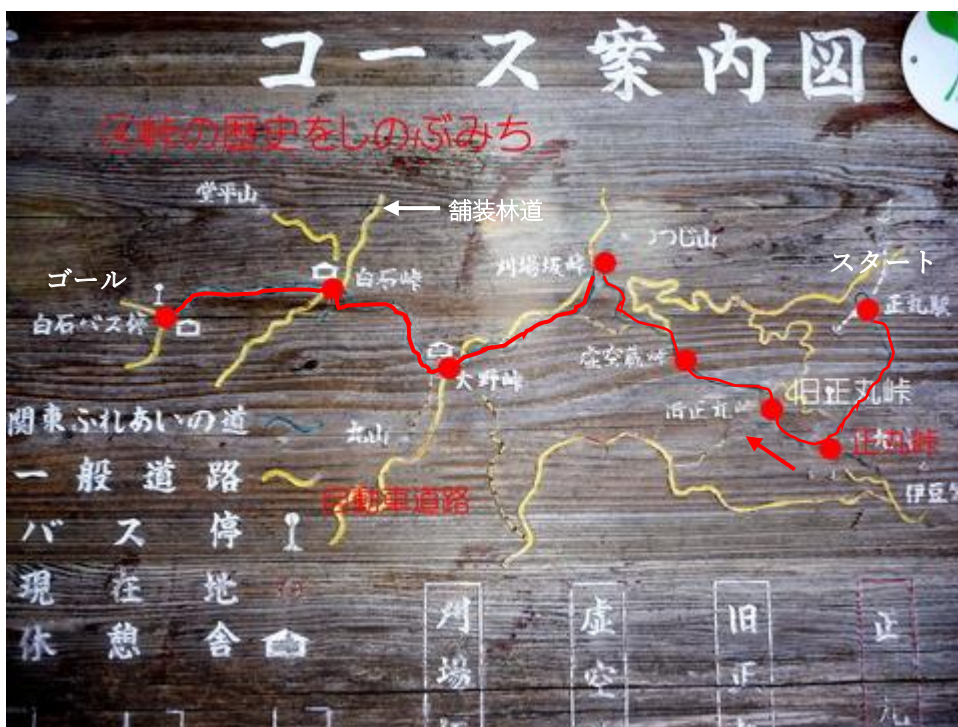 コース案内図
④峠の歴史をしのぶみち
堂平山
舗装林道
つつじ山
刈場坂峠
スタート
ゴール
白石峠
正丸駅
白石バス停
虚空蔵峠
大野峠
旧正丸峠
旧正丸峠
関東ふれあいの道
丸山
正丸峠
一般道路
自動車道路
伊豆
バス停
現在地
休憩舎
刈場
虚空
旧正
正丸